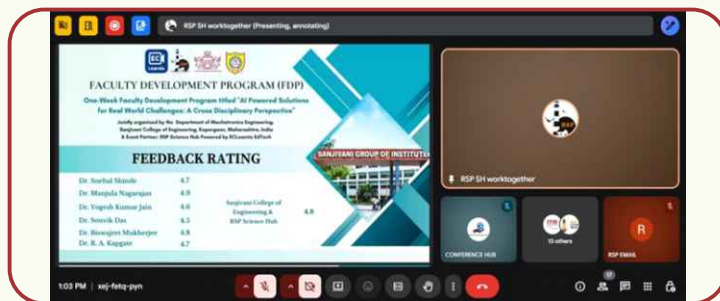 RSP SH worktogether (Presenting, annotating)
EC
Learnts
FACULTY DEVELOPMENT PROGRAM (FDP)
One-Week Faculty Development Program titled "AI Powered Solutions
for Real World Challenges: A Cross Disciplinary Perspective"
Jointly organized by the Department of Mechatronics Engineering,
Sanjivani College of Engineering, Kopargaon, Maharashtra, India
& Event Partner: RSP Science Hub Powered by ECLearnts EdTech
FEEDBACK RATING
Dr. Snehal Shinde 4.7
Dr. Manjula Nagarajan 4.9
Dr. Yogesh Kumar Jain 4.6
Dr. Souvik Das 4.5
Dr. Biswajeet Mukherjee 4.8
Dr. R. A. Kapgate 4.7
Sanjivani College of
Engineering &
RSP Science Hub
4.8
SANJIVANI GROUP OF INSTITUTE
RSP
RSP SH worktogether
CONFERENCE HUB
13 others
R
RSP EMAIL
1:03 PM | xej-fetq-pyn
17